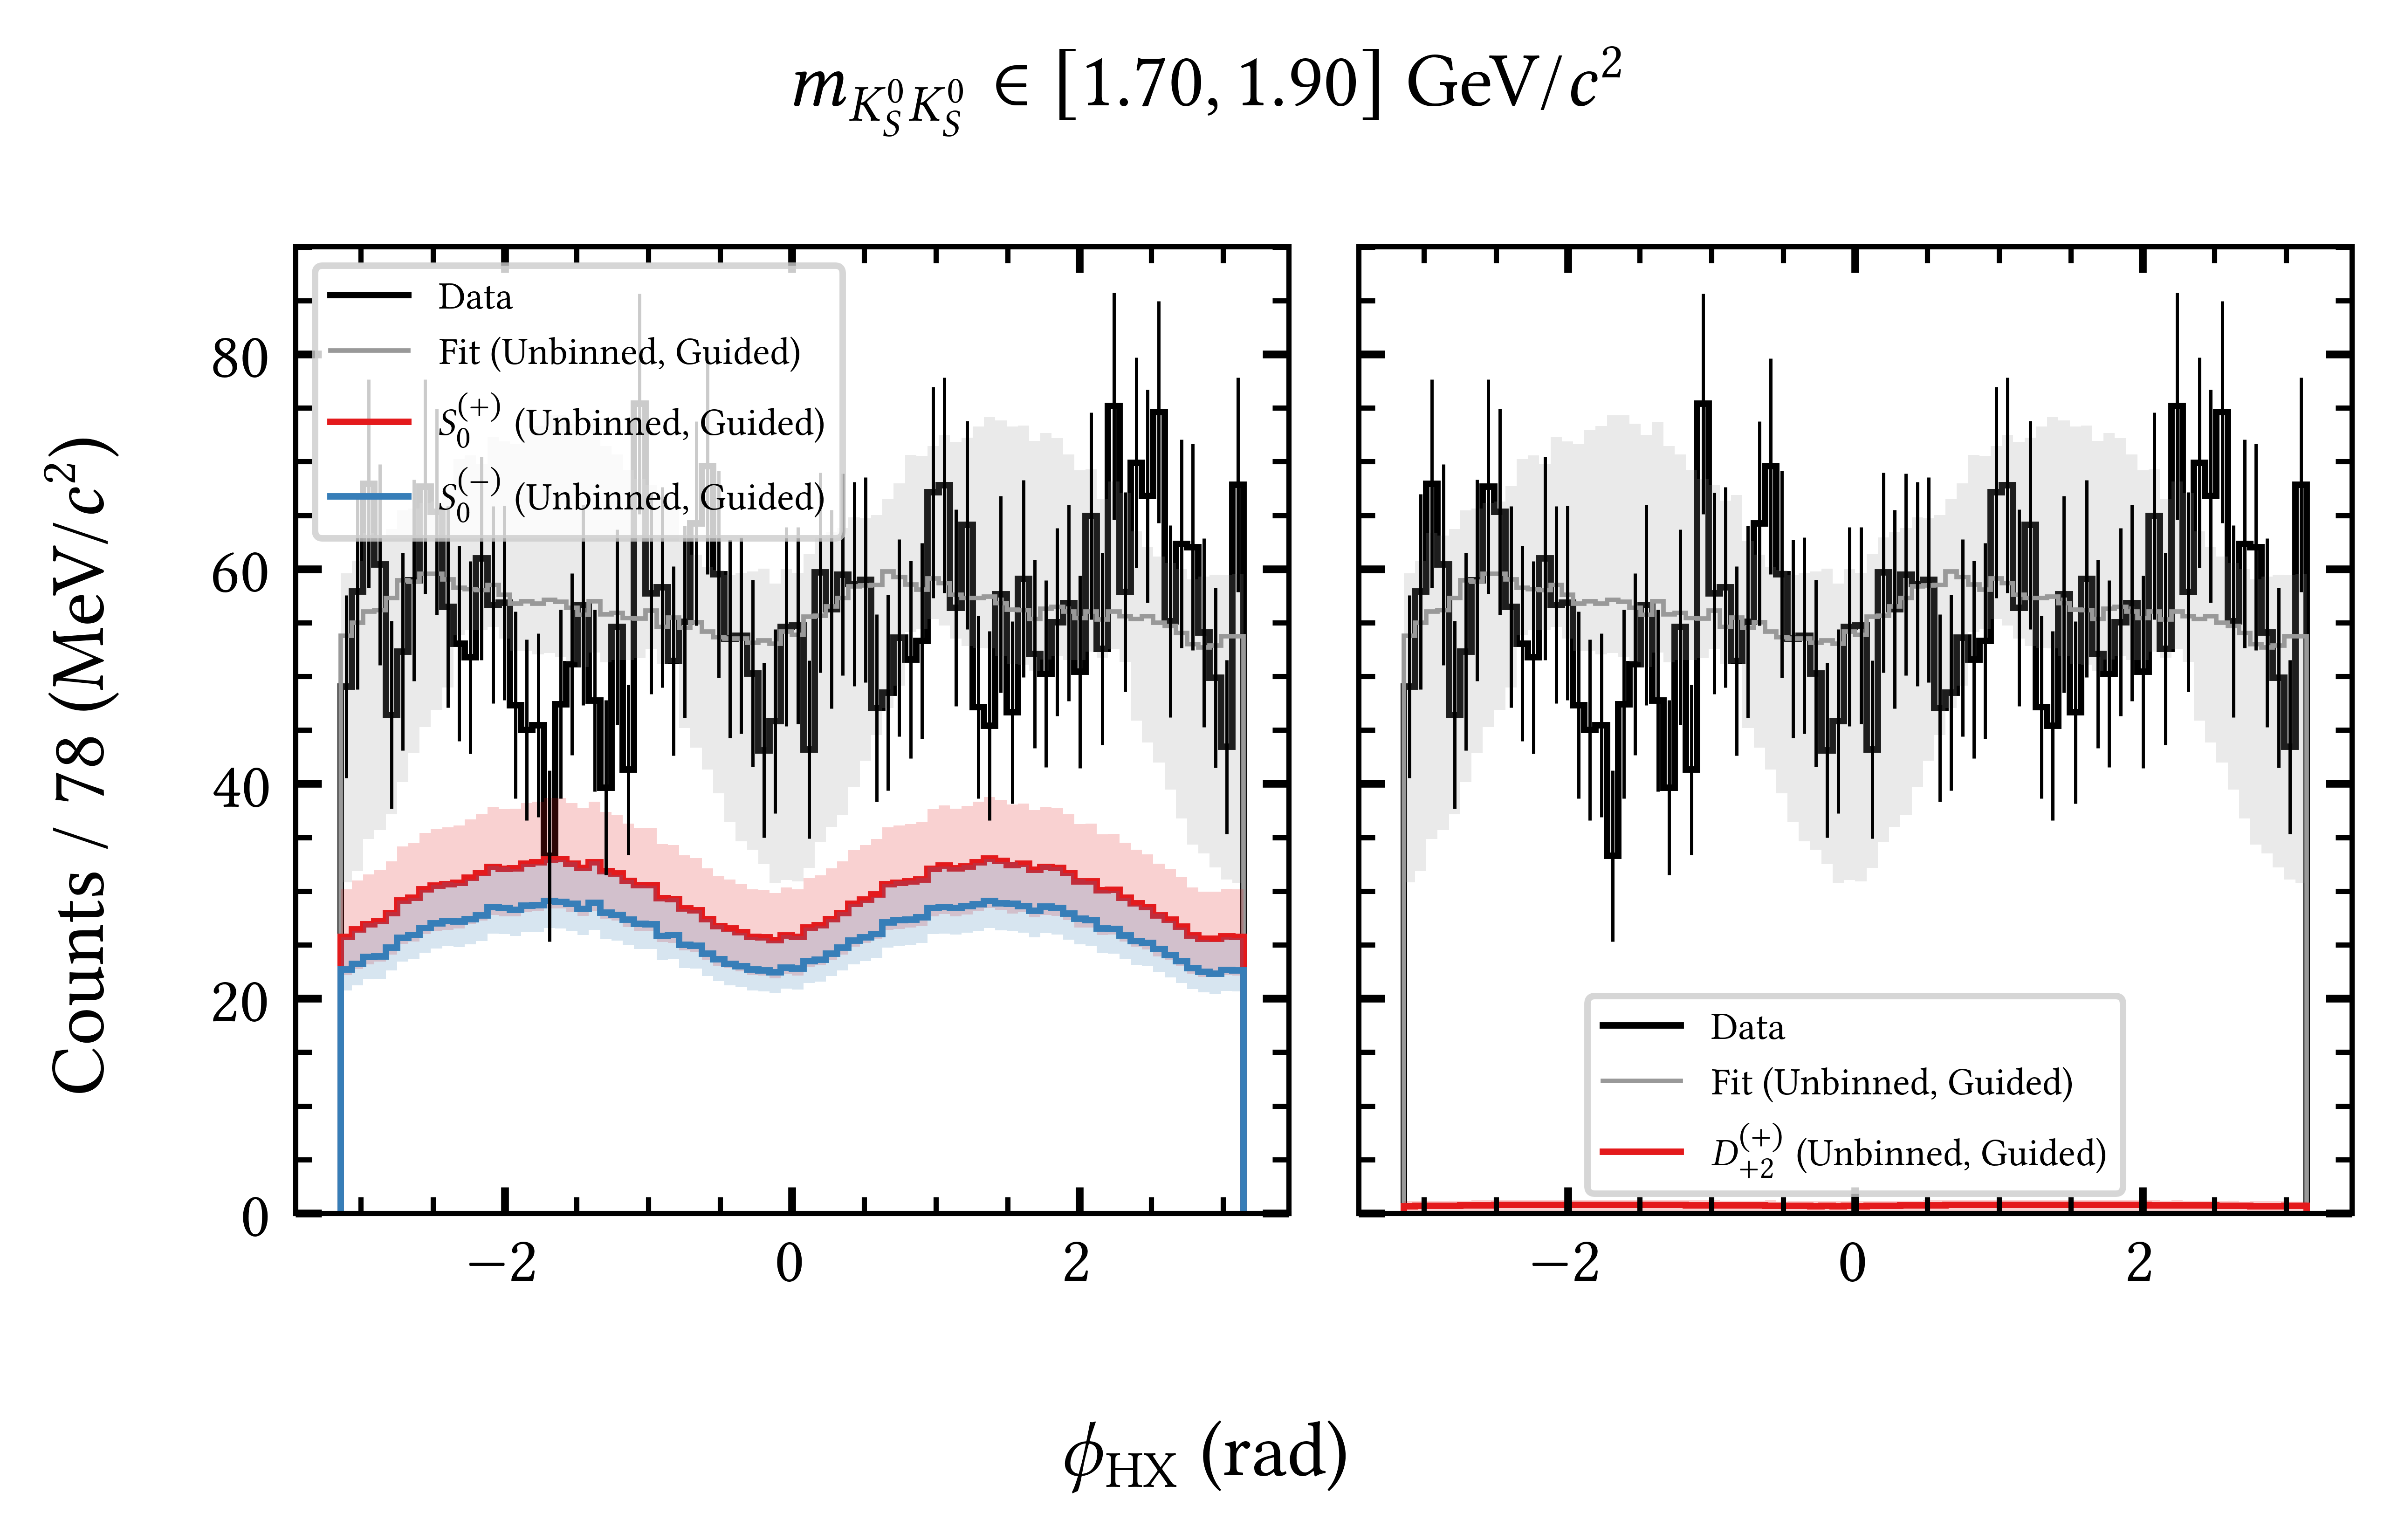 m_{K_S^0 K_S^0} ∈ [1.70, 1.90] GeV/c²
Counts / 78 (MeV/c²)
80
60
40
20
0
Data
Fit (Unbinned, Guided)
S_0^{(+)} (Unbinned, Guided)
S_0^{(−)} (Unbinned, Guided)
−2
0
2
Data
Fit (Unbinned, Guided)
D_{+2}^{(+)} (Unbinned, Guided)
−2
0
2
ϕ_{HX} (rad)